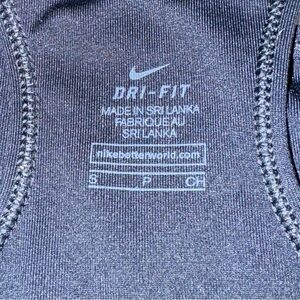 DRI-FIT
MADE IN SRI LANKA
FABRIQUE AU
SRI LANKA
nikebetterworld.com
S P CH